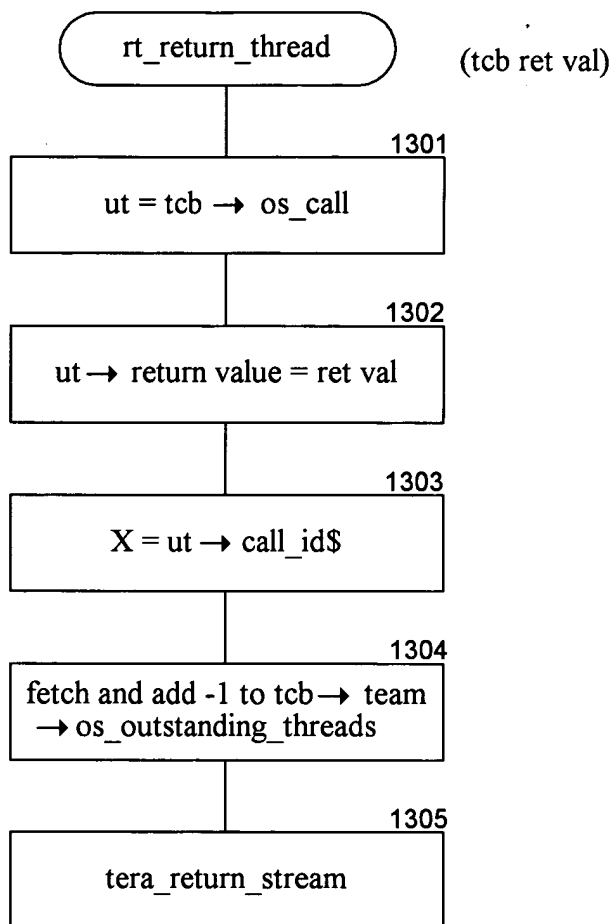 rt_return_thread
(tcb ret val)
1301
ut = tcb → os_call
1302
ut → return value = ret val
1303
X = ut → call_id$
1304
fetch and add -1 to tcb → team
→ os_outstanding_threads
1305
tera_return_stream